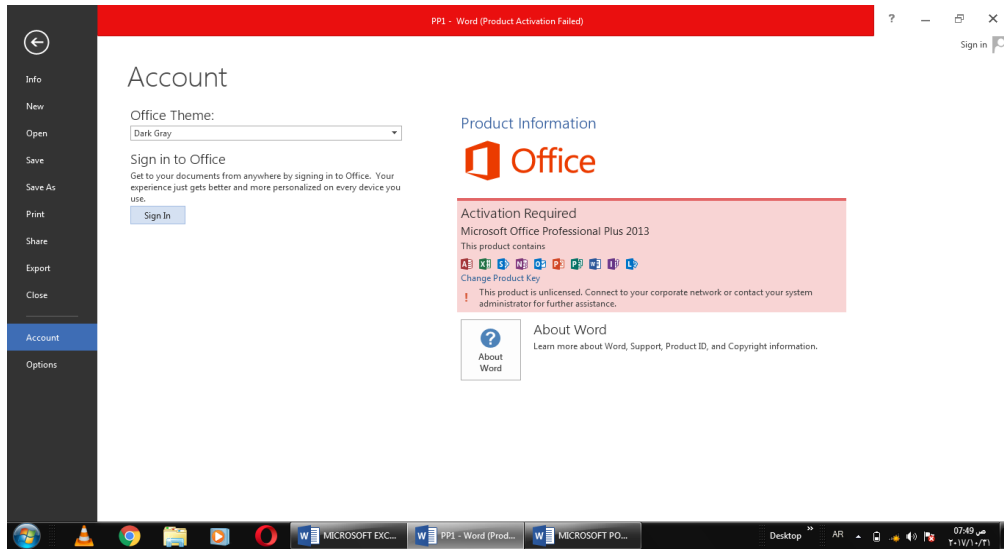 PP1 - Word (Product Activation Failed)
?
Sign in
Info
New
Open
Save
Save As
Print
Share
Export
Close
Account
Options
Account
Office Theme:
Dark Gray
Sign in to Office
Get to your documents from anywhere by signing in to Office. Your
experience just gets better and more personalized on every device you
use.
Sign In
Product Information
Office
Activation Required
Microsoft Office Professional Plus 2013
This product contains
Change Product Key
! This product is unlicensed. Connect to your corporate network or contact your system
administrator for further assistance.
?
About
Word
About Word
Learn more about Word, Support, Product ID, and Copyright information.
MICROSOFT EXC...
PP1 - Word (Prod...
MICROSOFT PO...
Desktop
AR
07:49 ص
٢٠١٧/١٠/٣١